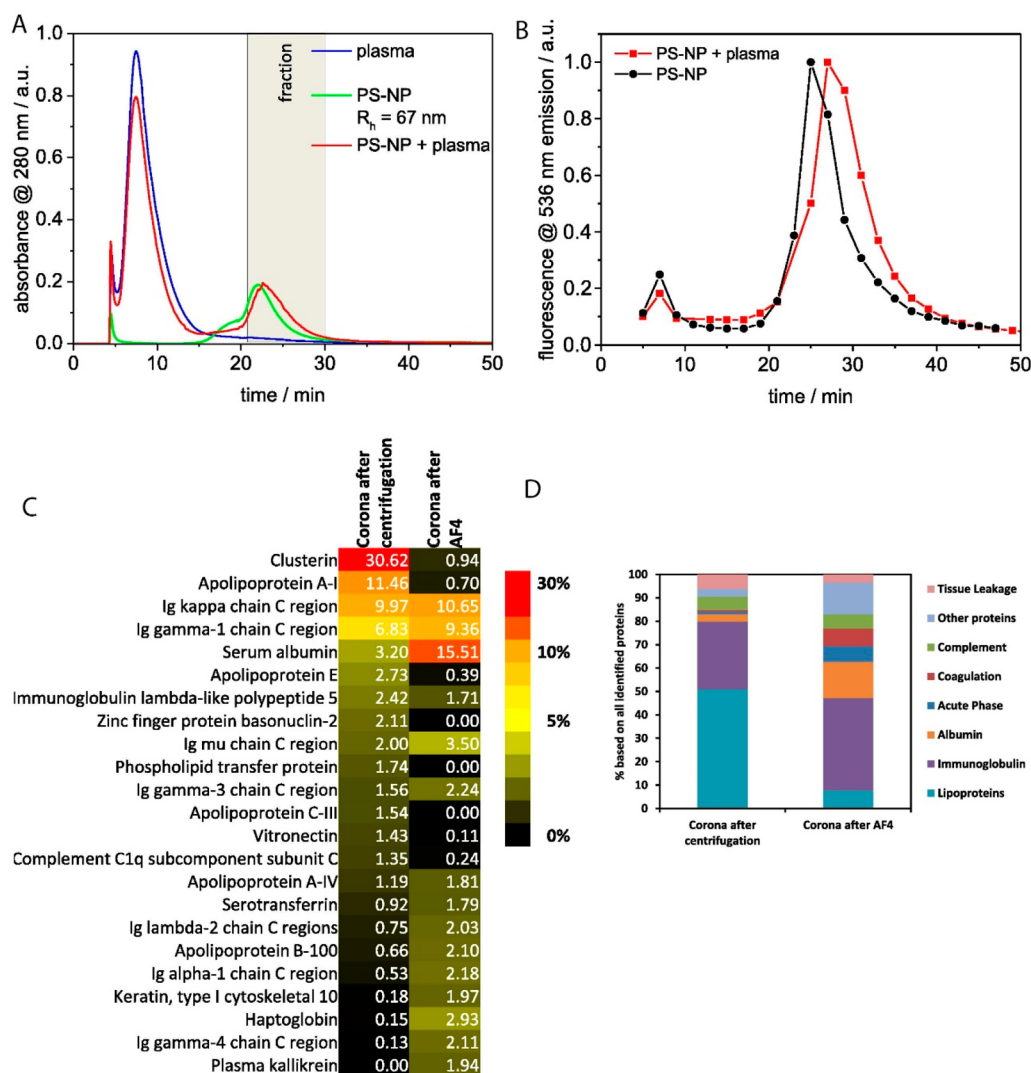 A
absorbance @ 280 nm / a.u.
1.0
0.8
0.6
0.4
0.2
0.0
0
10
20
30
40
50
time / min
fraction
plasma
PS-NP
Rₕ = 67 nm
PS-NP + plasma
B
fluorescence @ 536 nm emission / a.u.
1.0
0.8
0.6
0.4
0.2
0.0
0
10
20
30
40
50
time / min
PS-NP + plasma
PS-NP
C
Corona after
centrifugation
Corona after
AF4
Clusterin 30.62 0.94
Apolipoprotein A-I 11.46 0.70
Ig kappa chain C region 9.97 10.65
Ig gamma-1 chain C region 6.83 9.36
Serum albumin 3.20 15.51
Apolipoprotein E 2.73 0.39
Immunoglobulin lambda-like polypeptide 5 2.42 1.71
Zinc finger protein basonuclin-2 2.11 0.00
Ig mu chain C region 2.00 3.50
Phospholipid transfer protein 1.74 0.00
Ig gamma-3 chain C region 1.56 2.24
Apolipoprotein C-III 1.54 0.00
Vitronectin 1.43 0.11
Complement C1q subcomponent subunit C 1.35 0.24
Apolipoprotein A-IV 1.19 1.81
Serotransferrin 0.92 1.79
Ig lambda-2 chain C regions 0.75 2.03
Apolipoprotein B-100 0.66 2.10
Ig alpha-1 chain C region 0.53 2.18
Keratin, type I cytoskeletal 10 0.18 1.97
Haptoglobin 0.15 2.93
Ig gamma-4 chain C region 0.13 2.11
Plasma kallikrein 0.00 1.94
30%
10%
5%
0%
D
% based on all identified proteins
100
90
80
70
60
50
40
30
20
10
0
Corona after
centrifugation
Corona after AF4
Tissue Leakage
Other proteins
Complement
Coagulation
Acute Phase
Albumin
Immunoglobulin
Lipoproteins